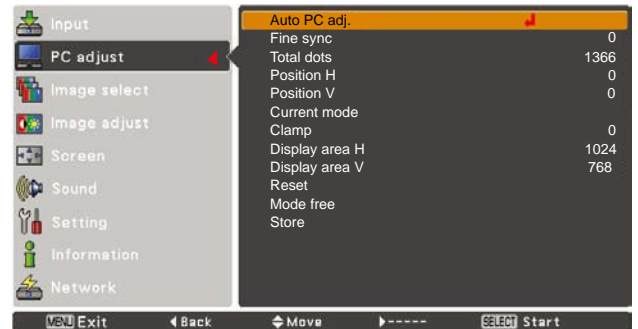 Input
PC adjust
Image select
Image adjust
Screen
Sound
Setting
Information
Network
Auto PC adj.
Fine sync 0
Total dots 1366
Position H 0
Position V 0
Current mode
Clamp 0
Display area H 1024
Display area V 768
Reset
Mode free
Store
MENU Exit Back Move ----- SELECT Start